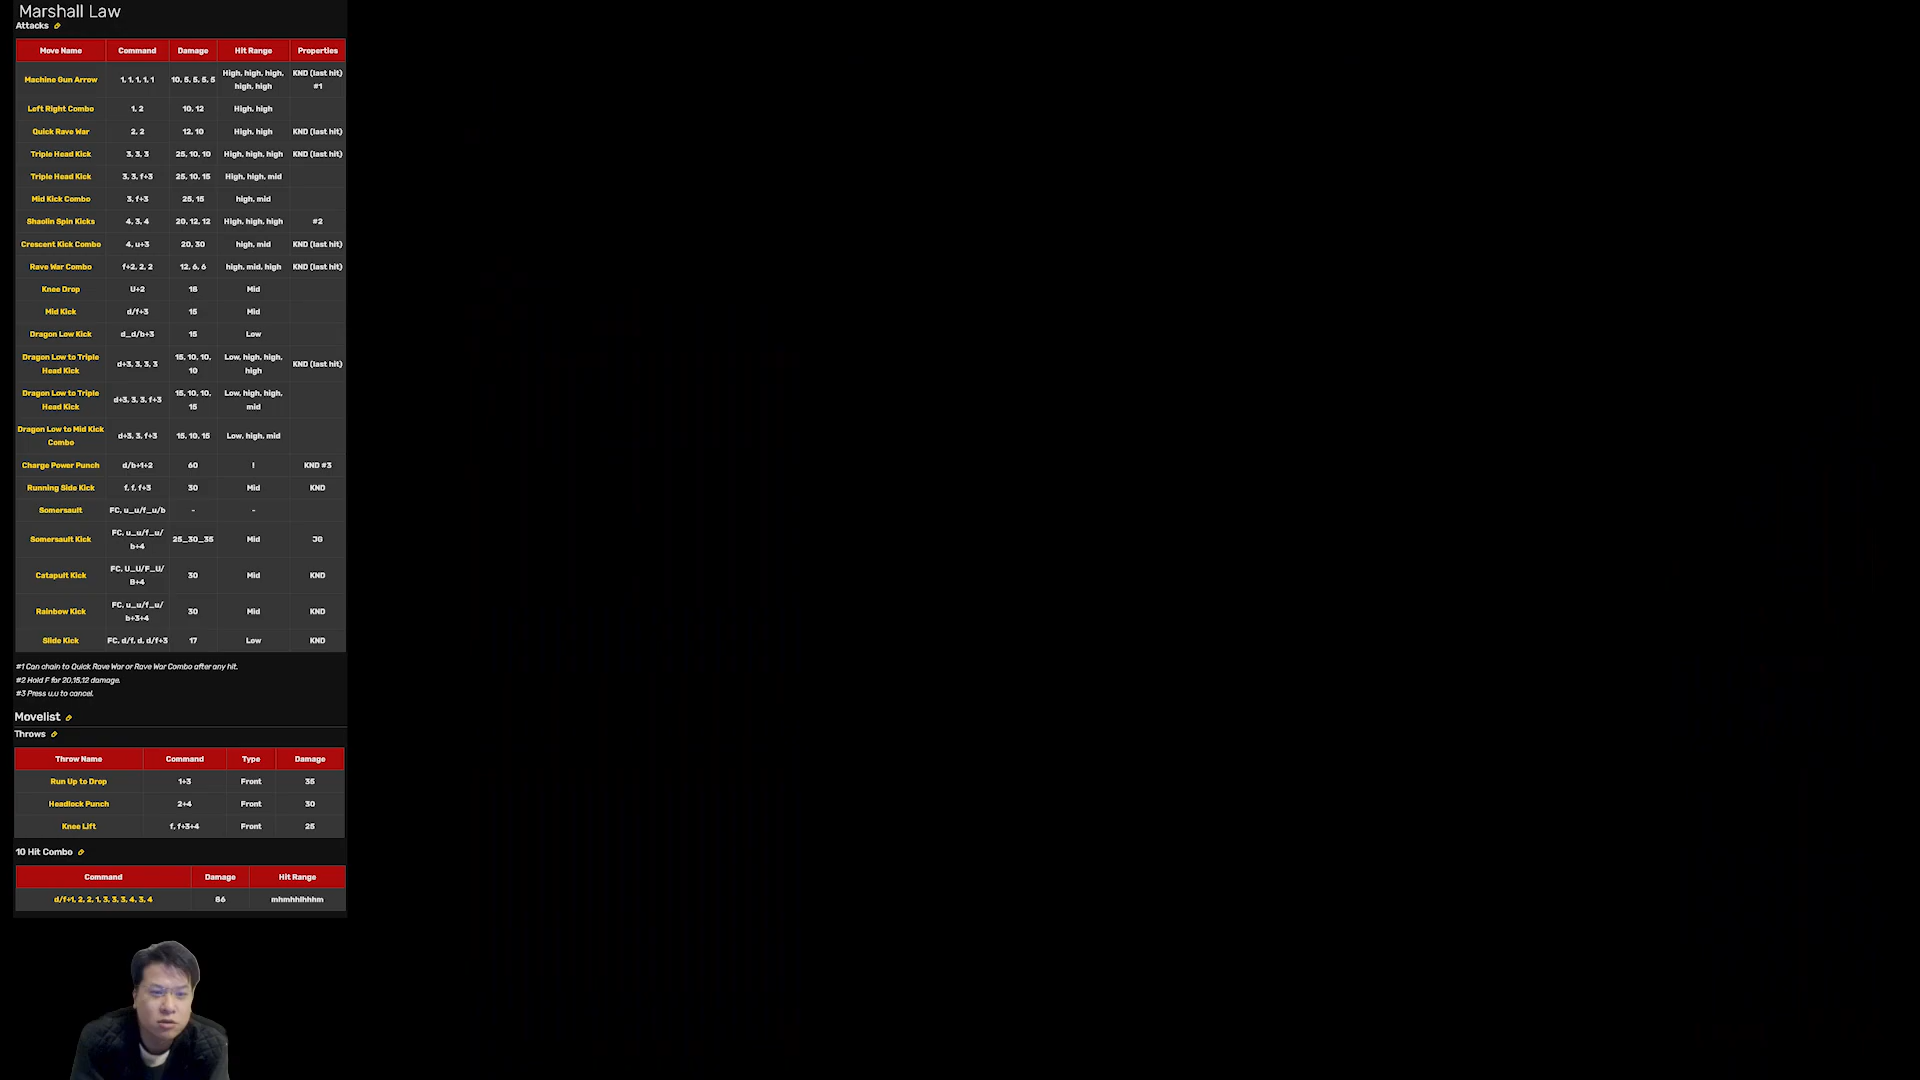 Marshall Law
Attacks
Move Name Command Damage Hit Range Properties
Machine Gun Arrow 1, 1, 1, 1, 1 10, 5, 5, 5, 5 High, high, high, high, high KND (last hit) #1
Left Right Combo 1, 2 10, 12 High, high
Quick Rave War 2, 2 12, 10 High, high KND (last hit)
Triple Head Kick 3, 3, 3 25, 10, 10 High, high, high KND (last hit)
Triple Head Kick 3, 3, f+3 25, 10, 15 High, high, mid
Mid Kick Combo 3, f+3 25, 15 high, mid
Shaolin Spin Kicks 4, 3, 4 20, 12, 12 High, high, high #2
Crescent Kick Combo 4, u+3 20, 30 high, mid KND (last hit)
Rave War Combo f+2, 2, 2 12, 6, 6 high, mid, high KND (last hit)
Knee Drop U+2 18 Mid
Mid Kick d/f+3 15 Mid
Dragon Low Kick d_d/b+3 15 Low
Dragon Low to Triple Head Kick d+3, 3, 3, 3 15, 10, 10, 10 Low, high, high, high KND (last hit)
Dragon Low to Triple Head Kick d+3, 3, 3, f+3 15, 10, 10, 15 Low, high, high, mid
Dragon Low to Mid Kick Combo d+3, 3, f+3 15, 10, 15 Low, high, mid
Charge Power Punch d/b+1+2 60 ! KND #3
Running Side Kick f, f, f+3 30 Mid KND
Somersault FC, u_u/f_u/b - -
Somersault Kick FC, u_u/f_u/b+4 25_30_35 Mid JG
Catapult Kick FC, U_U/F_U/B+4 30 Mid KND
Rainbow Kick FC, u_u/f_u/b+3+4 30 Mid KND
Slide Kick FC, d/f, d, d/f+3 17 Low KND
#1 Can chain to Quick Rave War or Rave War Combo after any hit.
#2 Hold F for 20,15,12 damage.
#3 Press u,u to cancel.
Movelist
Throws
Throw Name Command Type Damage
Run Up to Drop 1+3 Front 35
Headlock Punch 2+4 Front 30
Knee Lift f, f+3+4 Front 25
10 Hit Combo
Command Damage Hit Range
d/f+1, 2, 2, 1, 3, 3, 3, 4, 3, 4 86 mhmhhlhhhm